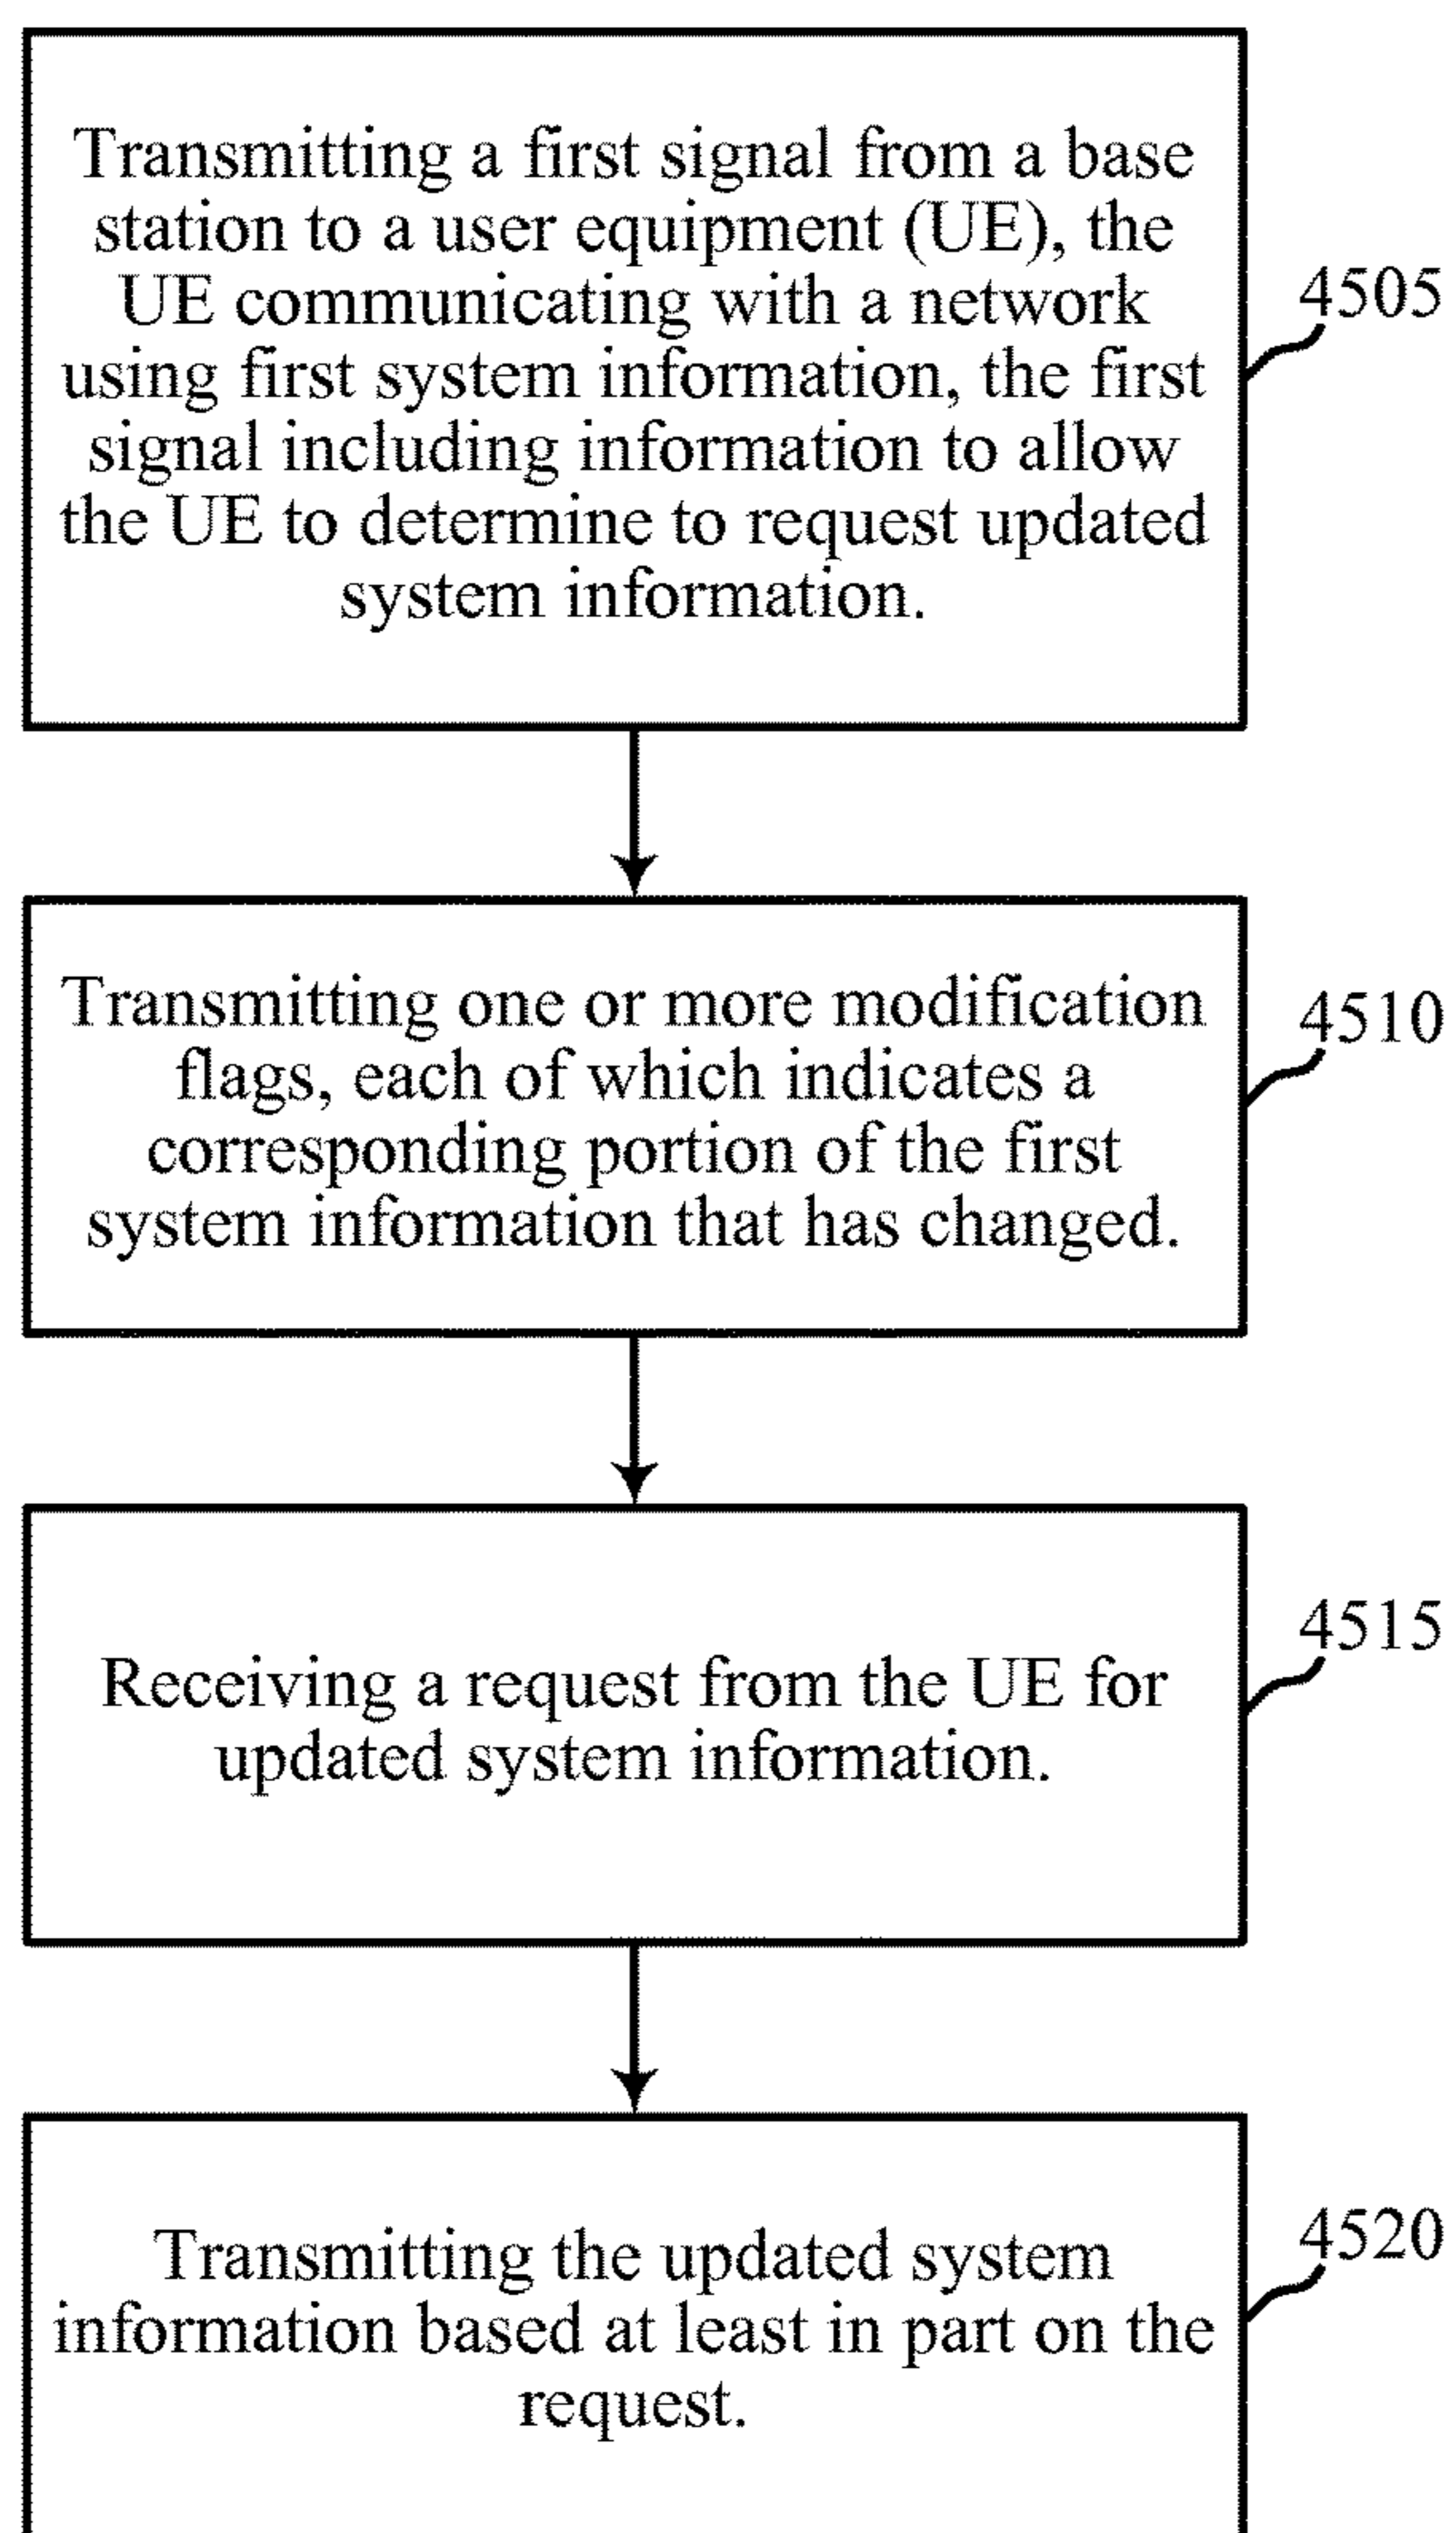 Transmitting a first signal from a base
station to a user equipment (UE), the
UE communicating with a network
using first system information, the first
signal including information to allow
the UE to determine to request updated
system information.
4505
Transmitting one or more modification
flags, each of which indicates a
corresponding portion of the first
system information that has changed.
4510
Receiving a request from the UE for
updated system information.
4515
Transmitting the updated system
information based at least in part on the
request.
4520